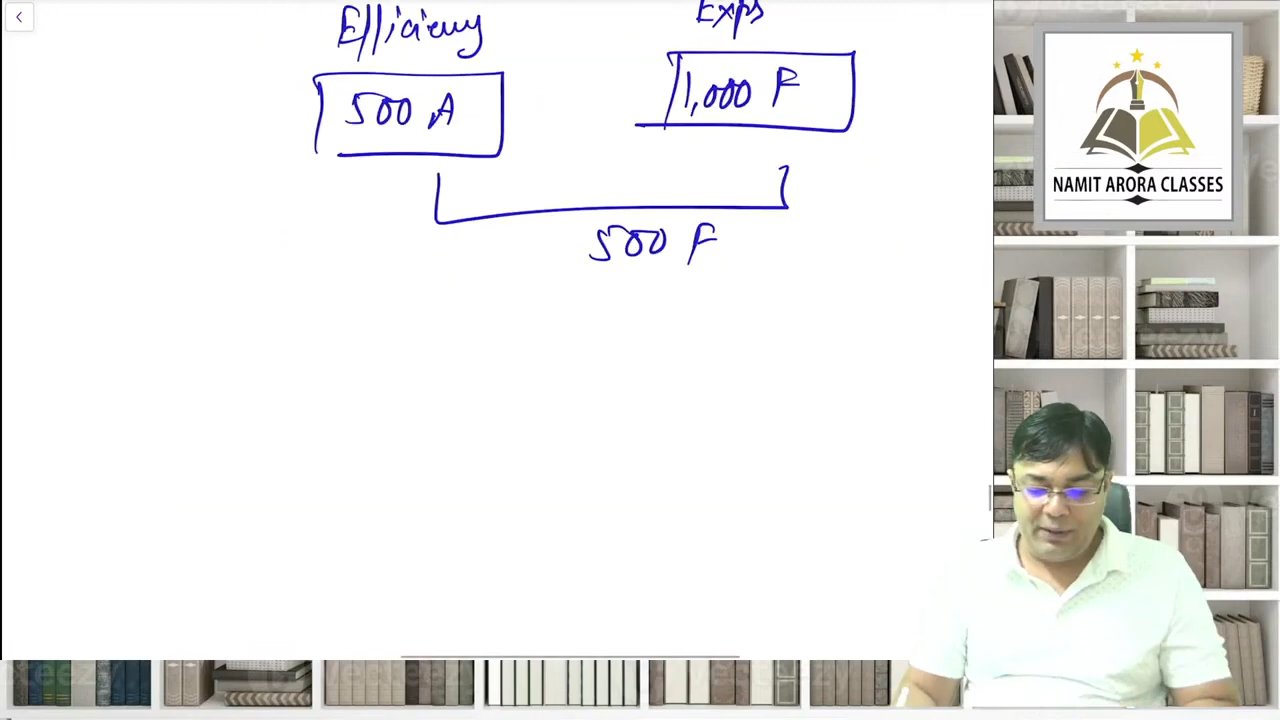 Efficiency Exps
500 A 1,000 F
500 F
NAMIT ARORA CLASSES